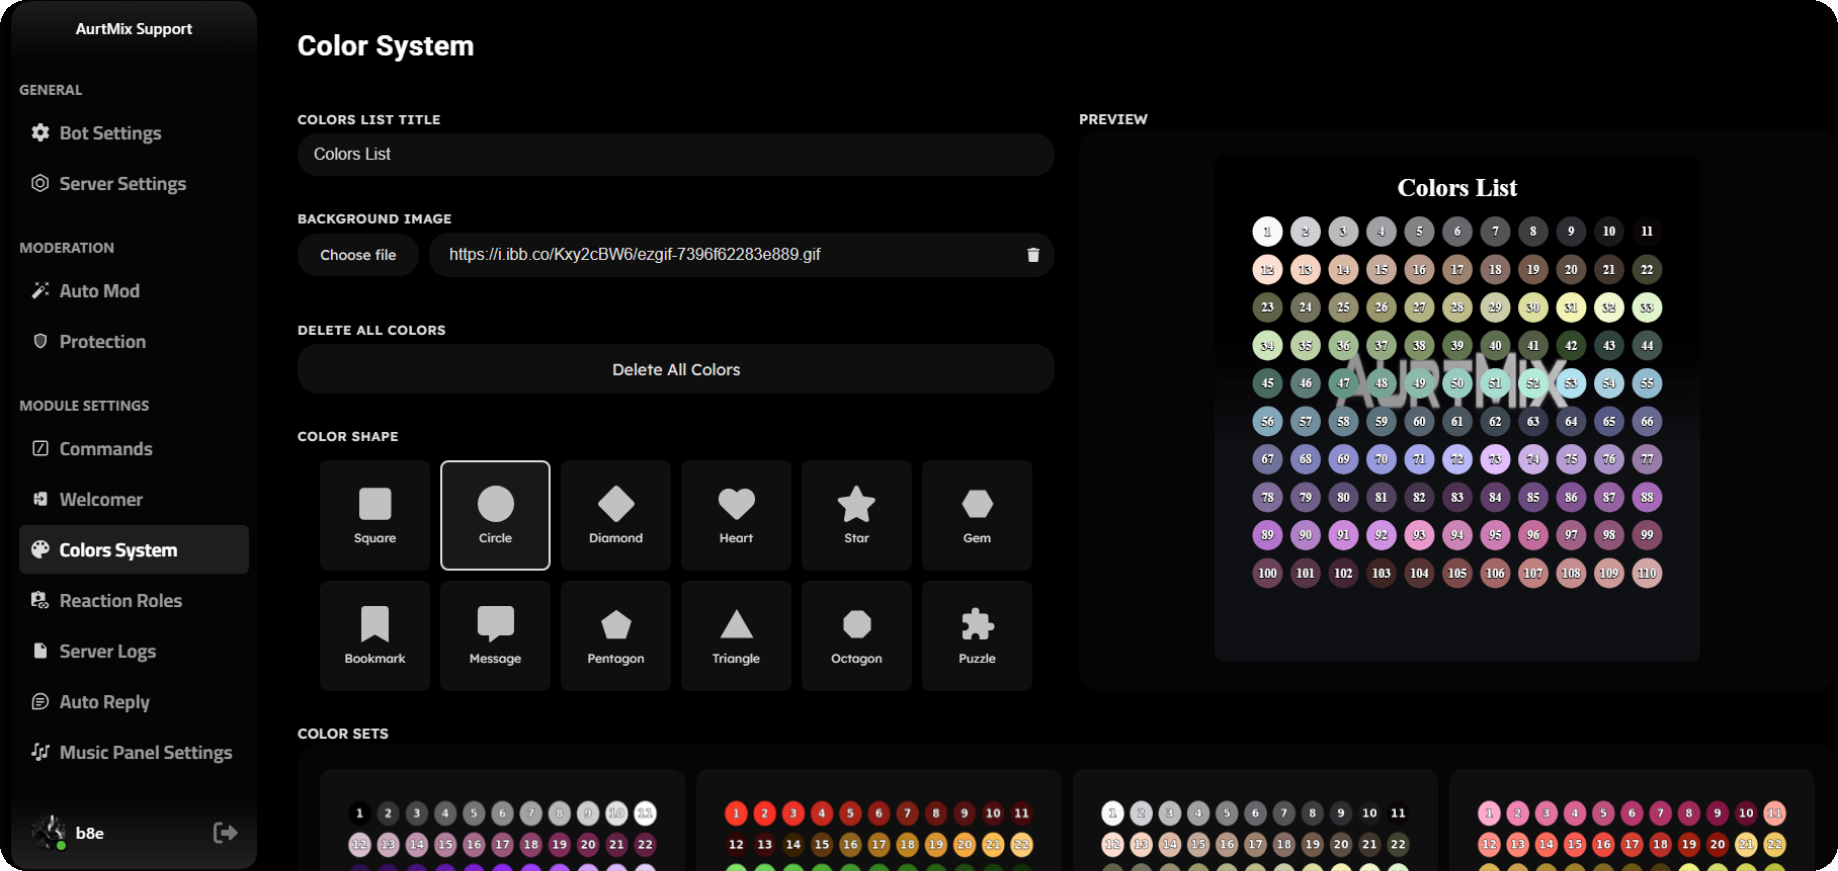 AurtMix Support
GENERAL
Bot Settings
Server Settings
MODERATION
Auto Mod
Protection
MODULE SETTINGS
Commands
Welcomer
Colors System
Reaction Roles
Server Logs
Auto Reply
Music Panel Settings
b8e
Color System
COLORS LIST TITLE
Colors List
BACKGROUND IMAGE
Choose file
https://i.ibb.co/Kxy2cBW6/ezgif-7396f62283e889.gif
DELETE ALL COLORS
Delete All Colors
COLOR SHAPE
Square Circle Diamond Heart Star Gem
Bookmark Message Pentagon Triangle Octagon Puzzle
PREVIEW
Colors List
1 2 3 4 5 6 7 8 9 10 11
12 13 14 15 16 17 18 19 20 21 22
23 24 25 26 27 28 29 30 31 32 33
34 35 36 37 38 39 40 41 42 43 44
AURTMIX
45 46 47 48 49 50 51 52 53 54 55
56 57 58 59 60 61 62 63 64 65 66
67 68 69 70 71 72 73 74 75 76 77
78 79 80 81 82 83 84 85 86 87 88
89 90 91 92 93 94 95 96 97 98 99
100 101 102 103 104 105 106 107 108 109 110
COLOR SETS
1 2 3 4 5 6 7 8 9 10 11
12 13 14 15 16 17 18 19 20 21 22
1 2 3 4 5 6 7 8 9 10 11
12 13 14 15 16 17 18 19 20 21 22
1 2 3 4 5 6 7 8 9 10 11
12 13 14 15 16 17 18 19 20 21 22
1 2 3 4 5 6 7 8 9 10 11
12 13 14 15 16 17 18 19 20 21 22